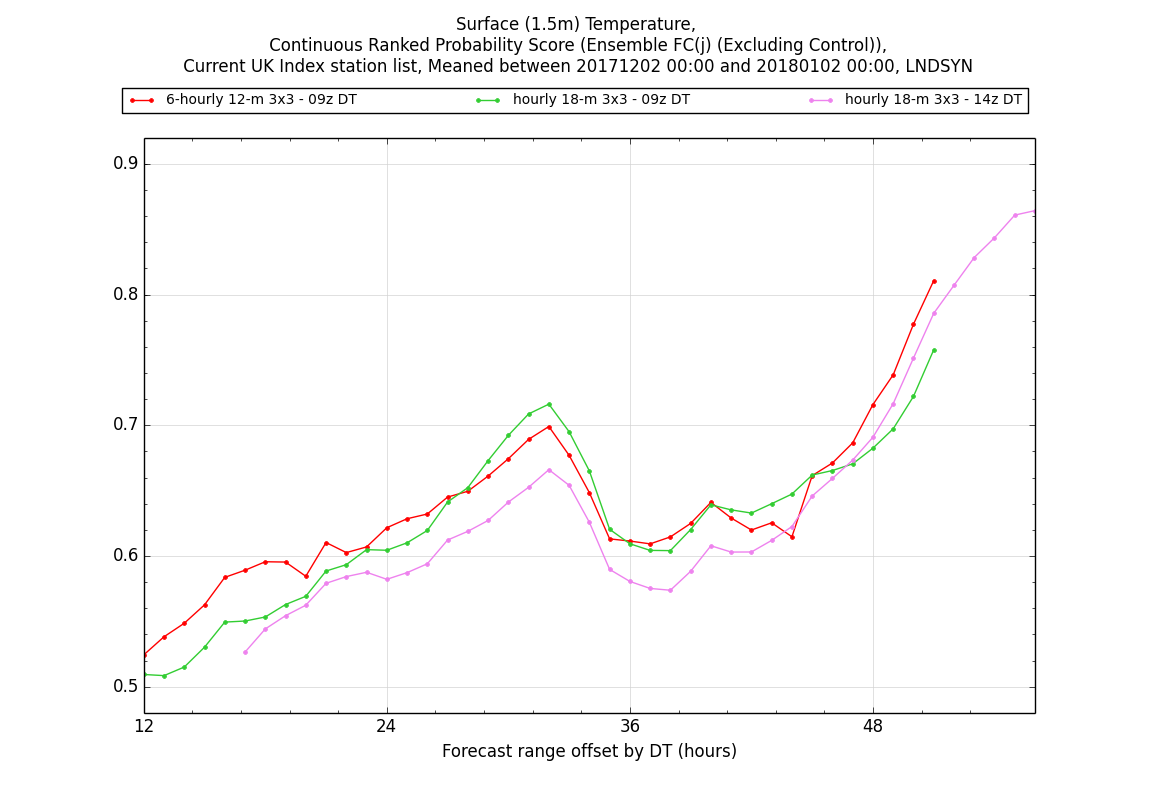 Surface (1.5m) Temperature,
Continuous Ranked Probability Score (Ensemble FC(j) (Excluding Control)),
Current UK Index station list, Meaned between 20171202 00:00 and 20180102 00:00, LNDSYN
6-hourly 12-m 3x3 - 09z DT hourly 18-m 3x3 - 09z DT hourly 18-m 3x3 - 14z DT
0.9
0.8
0.7
0.6
0.5
12 24 36 48
Forecast range offset by DT (hours)